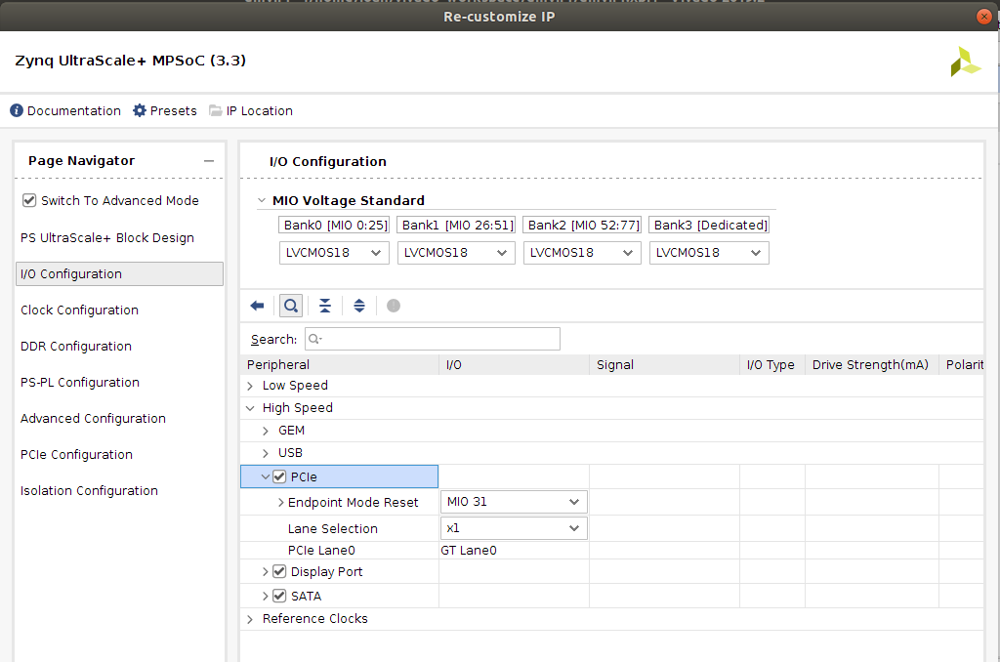 Re-customize IP
Zynq UltraScale+ MPSoC (3.3)
Documentation Presets IP Location
Page Navigator
Switch To Advanced Mode
PS UltraScale+ Block Design
I/O Configuration
Clock Configuration
DDR Configuration
PS-PL Configuration
Advanced Configuration
PCIe Configuration
Isolation Configuration
I/O Configuration
MIO Voltage Standard
Bank0 [MIO 0:25] Bank1 [MIO 26:51] Bank2 [MIO 52:77] Bank3 [Dedicated]
LVCMOS18 LVCMOS18 LVCMOS18 LVCMOS18
Search:
Peripheral I/O Signal I/O Type Drive Strength(mA) Polarit
Low Speed
High Speed
GEM
USB
PCIe
Endpoint Mode Reset MIO 31
Lane Selection x1
PCIe Lane0 GT Lane0
Display Port
SATA
Reference Clocks